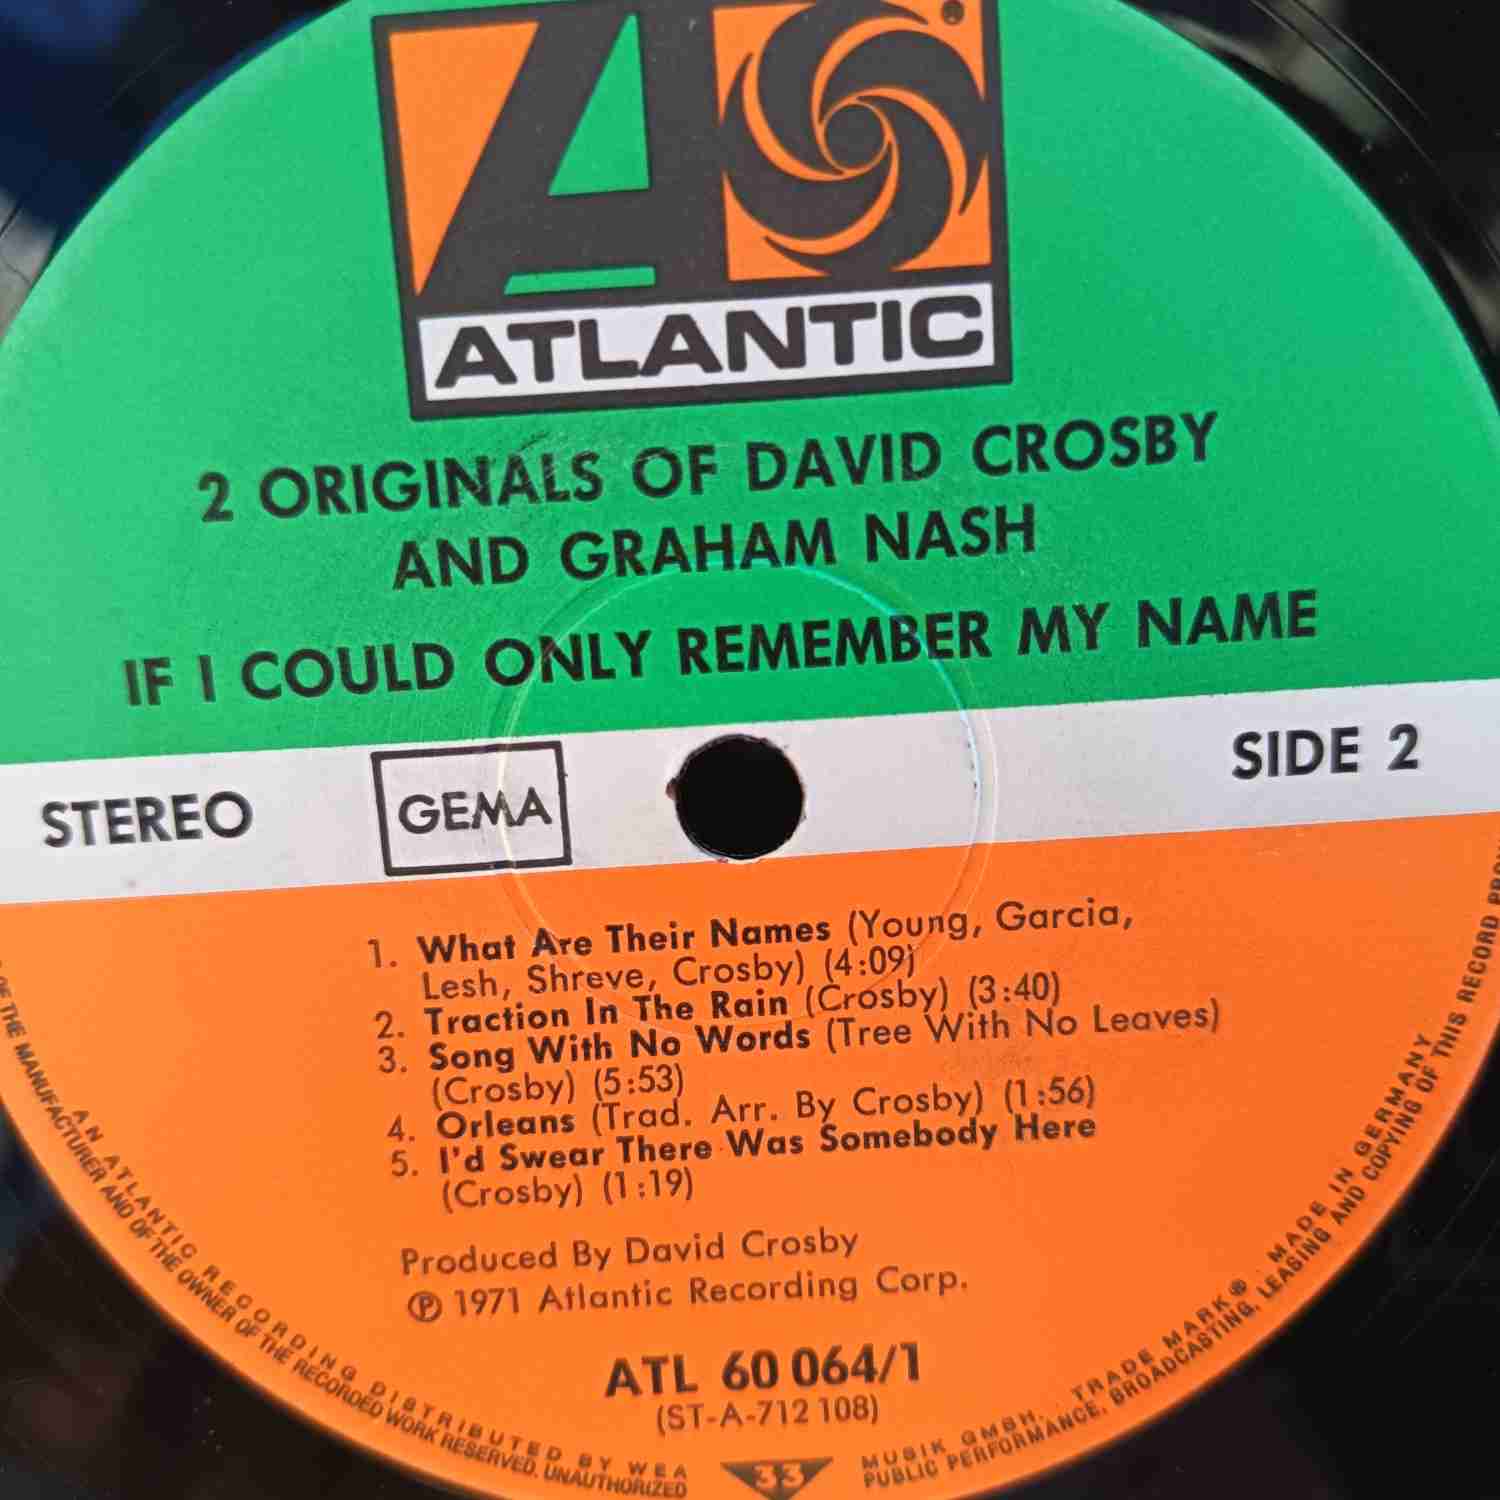 ATLANTIC
2 ORIGINALS OF DAVID CROSBY
AND GRAHAM NASH
IF I COULD ONLY REMEMBER MY NAME
STEREO
GEMA
SIDE 2
1. What Are Their Names (Young, Garcia,
Lesh, Shreve, Crosby) (4:09)
2. Traction In The Rain (Crosby) (3:40)
3. Song With No Words (Tree With No Leaves)
(Crosby) (5:53)
4. Orleans (Trad. Arr. By Crosby) (1:56)
5. I'd Swear There Was Somebody Here
(Crosby) (1:19)
Produced By David Crosby
Ⓟ 1971 Atlantic Recording Corp.
ATL 60 064/1
(ST-A-712 108)
33
AN ATLANTIC RECORDING DISTRIBUTED BY WEA MUSIK GMBH. TRADE MARK® . MADE IN GERMANY
OF THE MANUFACTURER AND OF THE OWNER OF THE RECORDED WORK RESERVED. UNAUTHORIZED PUBLIC PERFORMANCE, BROADCASTING, LEASING AND COPYING OF THIS RECORD